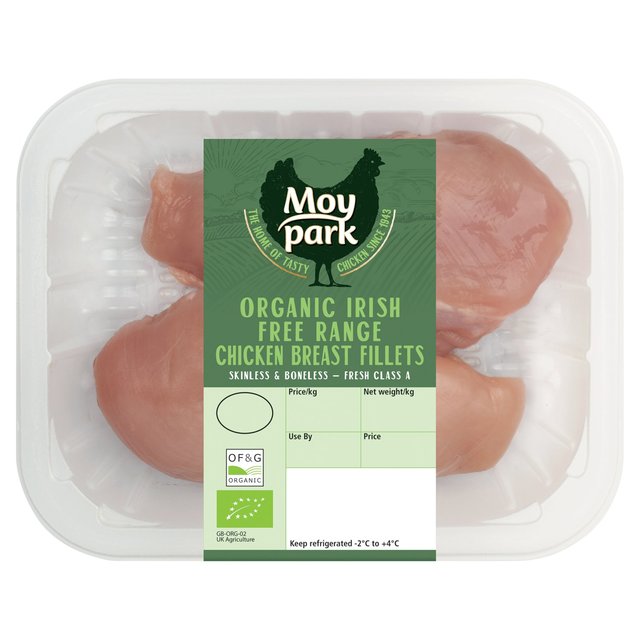 Moy
park
THE HOME OF TASTY
CHICKEN SINCE 1943
ORGANIC IRISH
FREE RANGE
CHICKEN BREAST FILLETS
SKINLESS & BONELESS – FRESH CLASS A
Price/kg
Net weight/kg
Use By
Price
OF&G
ORGANIC
GB-ORG-02
UK Agriculture
Keep refrigerated -2°C to +4°C